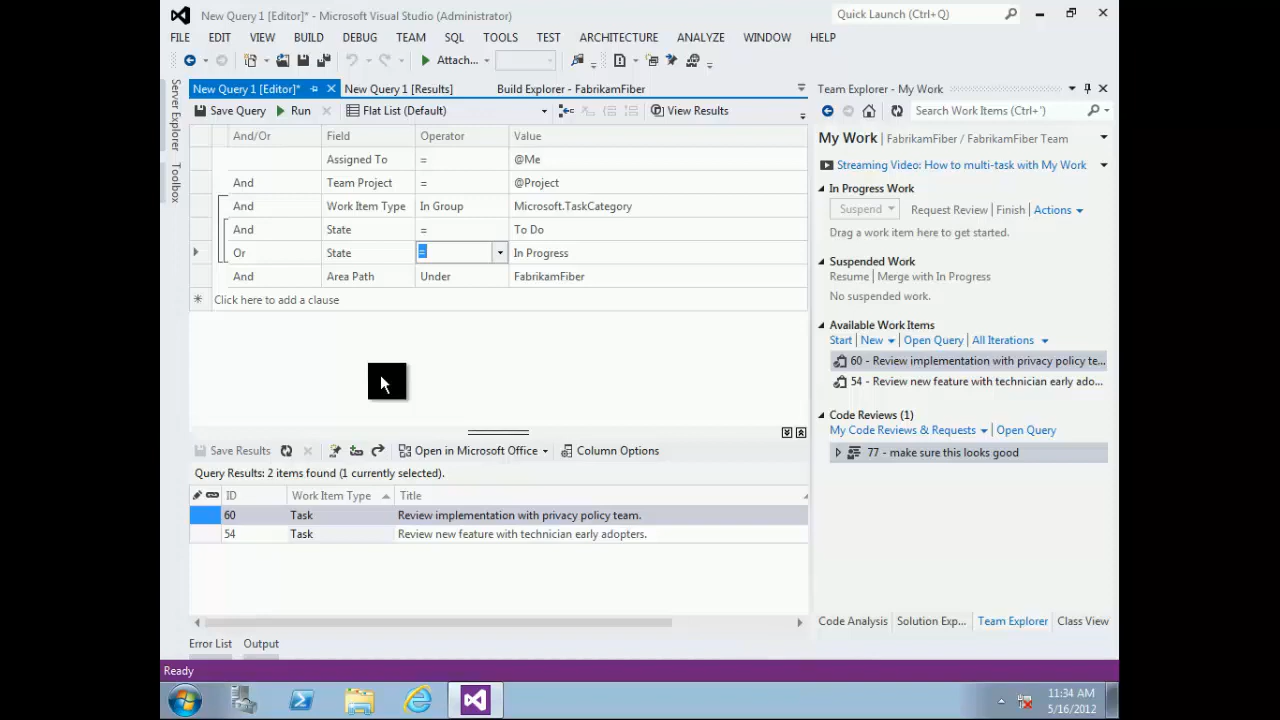 New Query 1 [Editor]* - Microsoft Visual Studio (Administrator)
Quick Launch (Ctrl+Q)
FILE EDIT VIEW BUILD DEBUG TEAM SQL TOOLS TEST ARCHITECTURE ANALYZE WINDOW HELP
Attach...
Server Explorer
Toolbox
New Query 1 [Editor]* New Query 1 [Results] Build Explorer - FabrikamFiber
Save Query Run Flat List (Default) View Results
And/Or Field Operator Value
Assigned To = @Me
And Team Project = @Project
And Work Item Type In Group Microsoft.TaskCategory
And State = To Do
Or State = In Progress
And Area Path Under FabrikamFiber
* Click here to add a clause
Save Results Open in Microsoft Office Column Options
Query Results: 2 items found (1 currently selected).
ID Work Item Type Title
60 Task Review implementation with privacy policy team.
54 Task Review new feature with technician early adopters.
Error List Output
Team Explorer - My Work
Search Work Items (Ctrl+')
My Work | FabrikamFiber / FabrikamFiber Team
Streaming Video: How to multi-task with My Work
In Progress Work
Suspend | Request Review | Finish | Actions
Drag a work item here to get started.
Suspended Work
Resume | Merge with In Progress
No suspended work.
Available Work Items
Start | New | Open Query | All Iterations
60 - Review implementation with privacy policy te...
54 - Review new feature with technician early ado...
Code Reviews (1)
My Code Reviews & Requests | Open Query
77 - make sure this looks good
Code Analysis Solution Exp... Team Explorer Class View
Ready
11:34 AM
5/16/2012